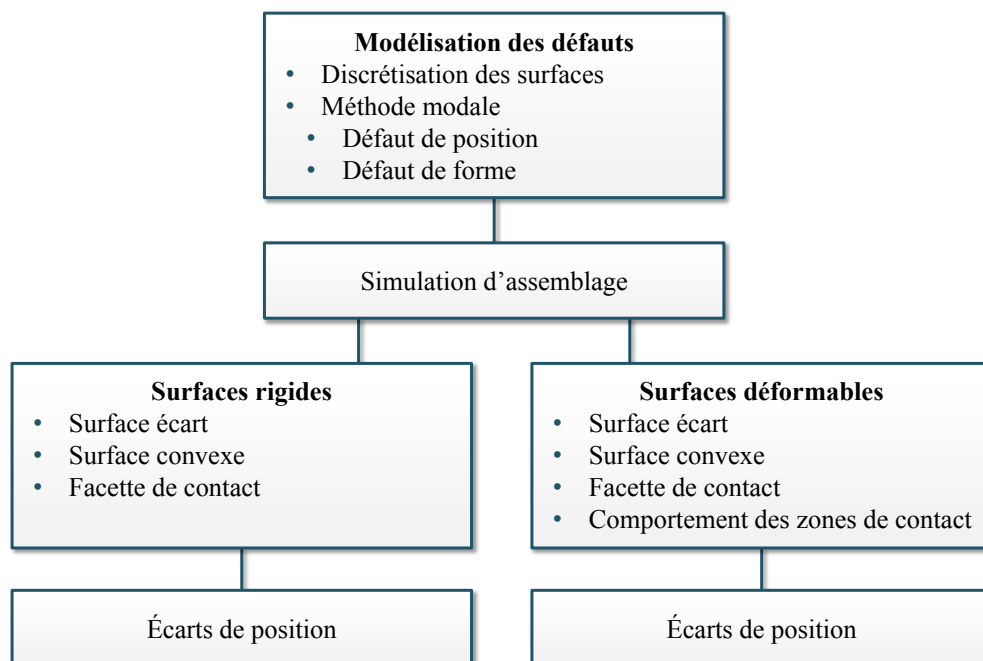 Modélisation des défauts
• Discrétisation des surfaces
• Méthode modale
• Défaut de position
• Défaut de forme
Simulation d’assemblage
Surfaces rigides
• Surface écart
• Surface convexe
• Facette de contact
Surfaces déformables
• Surface écart
• Surface convexe
• Facette de contact
• Comportement des zones de contact
Écarts de position
Écarts de position